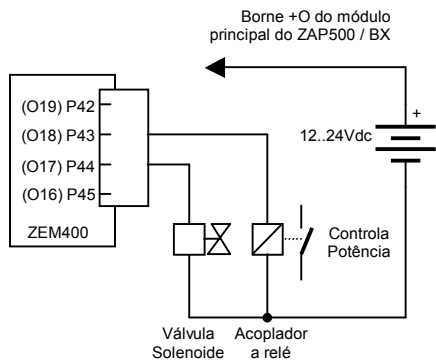 Borne +O do módulo
principal do ZAP500 / BX
+
12..24Vdc
(O19) P42
(O18) P43
(O17) P44
(O16) P45
ZEM400
Controla
Potência
Válvula
Solenoide
Acoplador
a relé